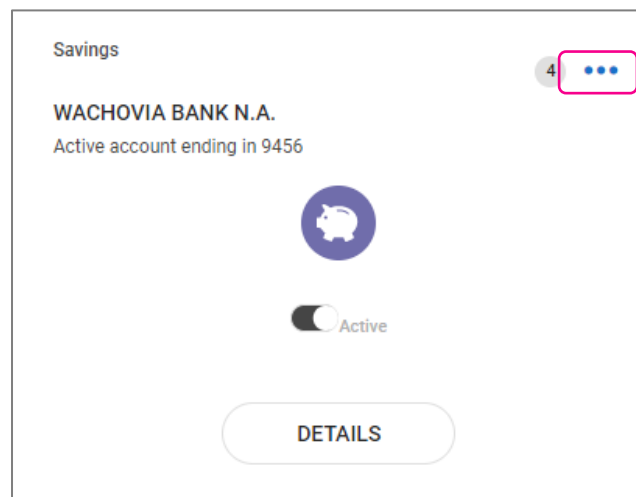 Savings
4
WACHOVIA BANK N.A.
Active account ending in 9456
Active
DETAILS